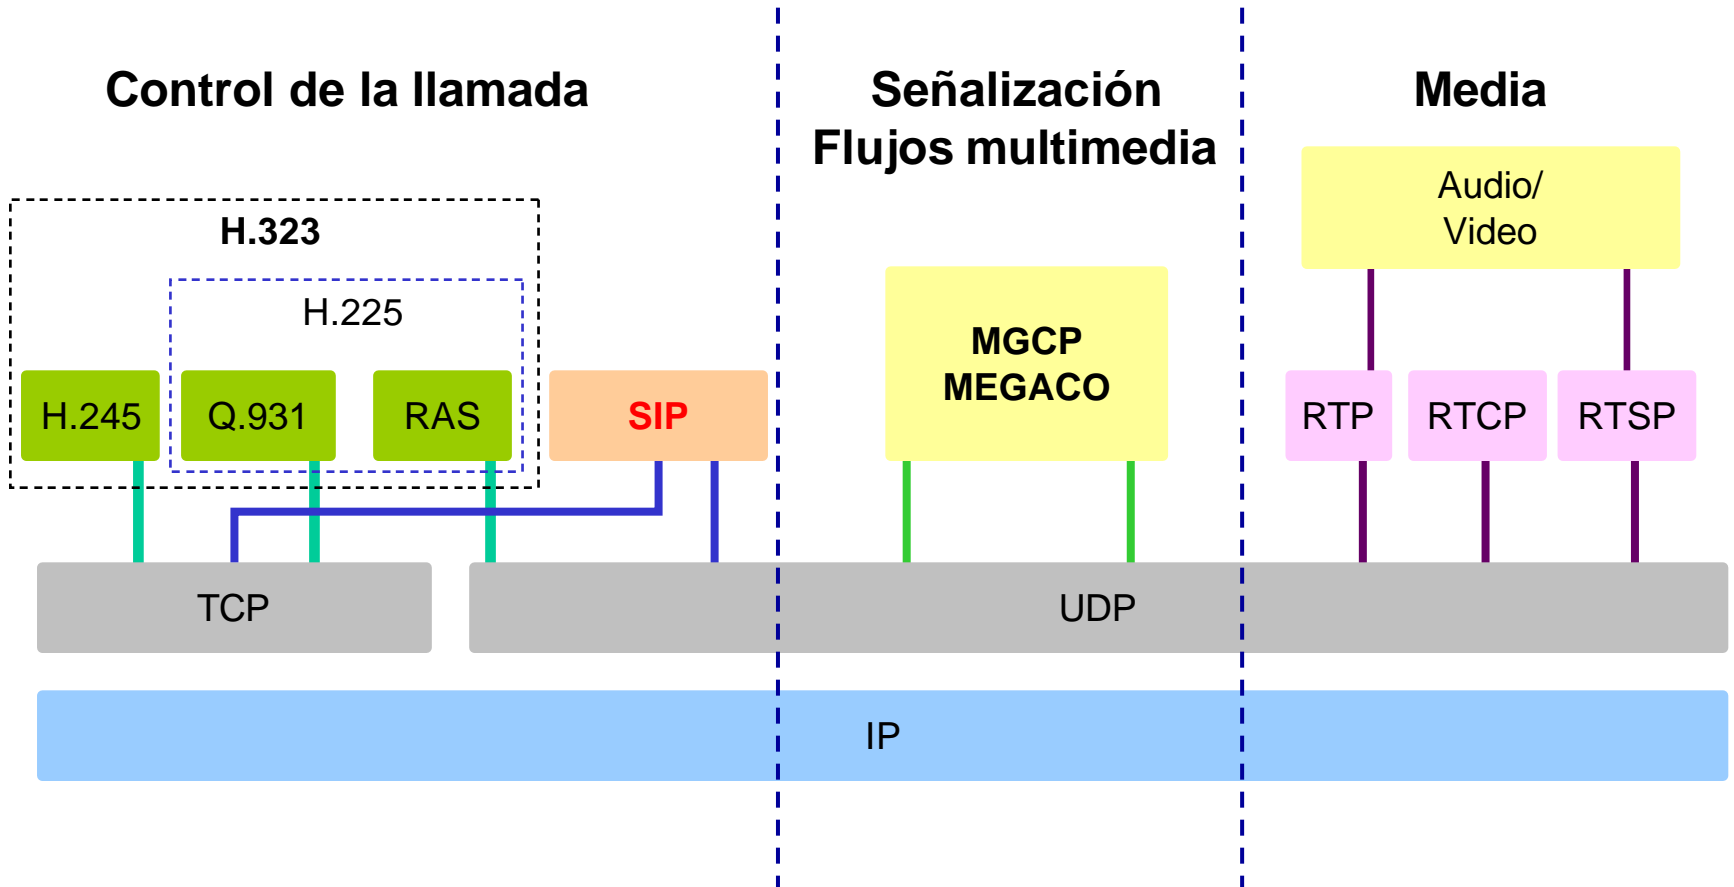 Control de la llamada
Señalización
Flujos multimedia
Media
Audio/
Video
H.323
H.225
MGCP
MEGACO
H.245
Q.931
RAS
SIP
RTP
RTCP
RTSP
TCP
UDP
IP